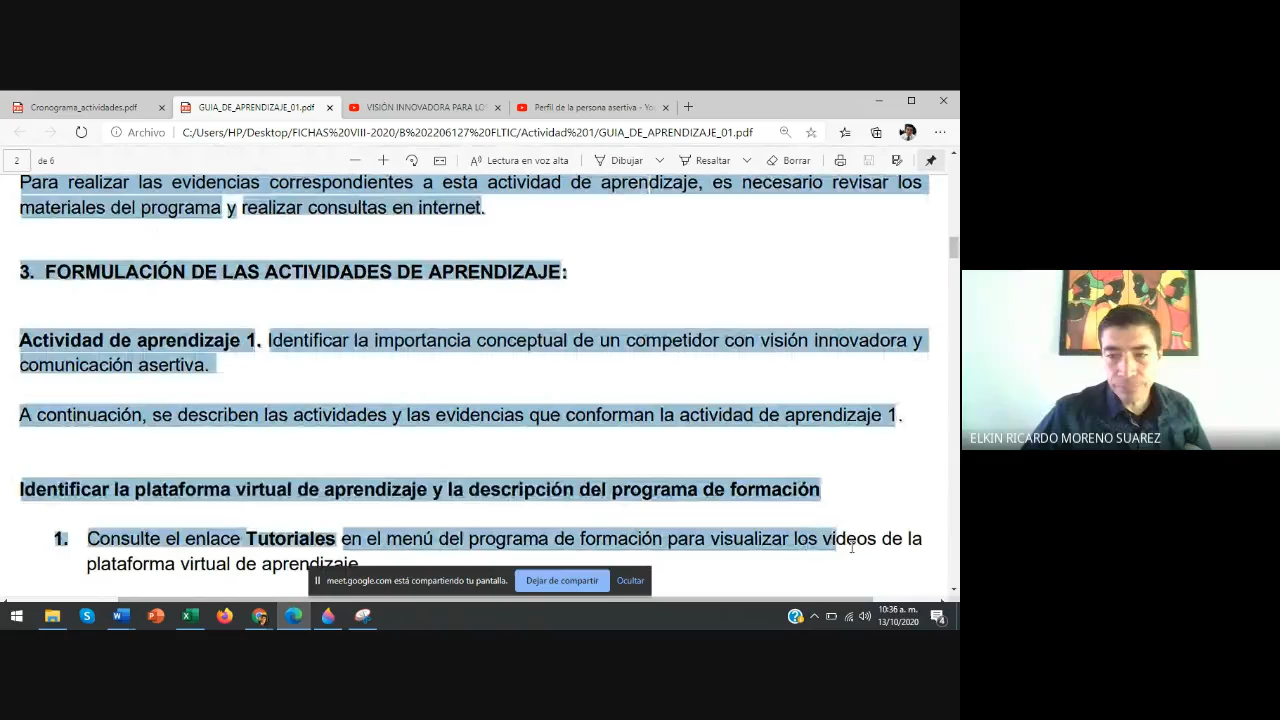 Cronograma_actividades.pdf
GUIA_DE_APRENDIZAJE_01.pdf
VISIÓN INNOVADORA PARA LO
Perfil de la persona asertiva - Yo
Archivo
C:/Users/HP/Desktop/FICHAS%20VIII-2020/B%202206127%20FLTIC/Actividad%201/GUIA_DE_APRENDIZAJE_01.pdf
2 de 6
Lectura en voz alta
Dibujar
Resaltar
Borrar
Para realizar las evidencias correspondientes a esta actividad de aprendizaje, es necesario revisar los
materiales del programa y realizar consultas en internet.
3. FORMULACIÓN DE LAS ACTIVIDADES DE APRENDIZAJE:
Actividad de aprendizaje 1. Identificar la importancia conceptual de un competidor con visión innovadora y
comunicación asertiva.
A continuación, se describen las actividades y las evidencias que conforman la actividad de aprendizaje 1.
Identificar la plataforma virtual de aprendizaje y la descripción del programa de formación
1. Consulte el enlace Tutoriales en el menú del programa de formación para visualizar los videos de la
plataforma virtual de aprendizaje.
meet.google.com está compartiendo tu pantalla.
Dejar de compartir
Ocultar
10:36 a. m.
13/10/2020
4
ELKIN RICARDO MORENO SUAREZ